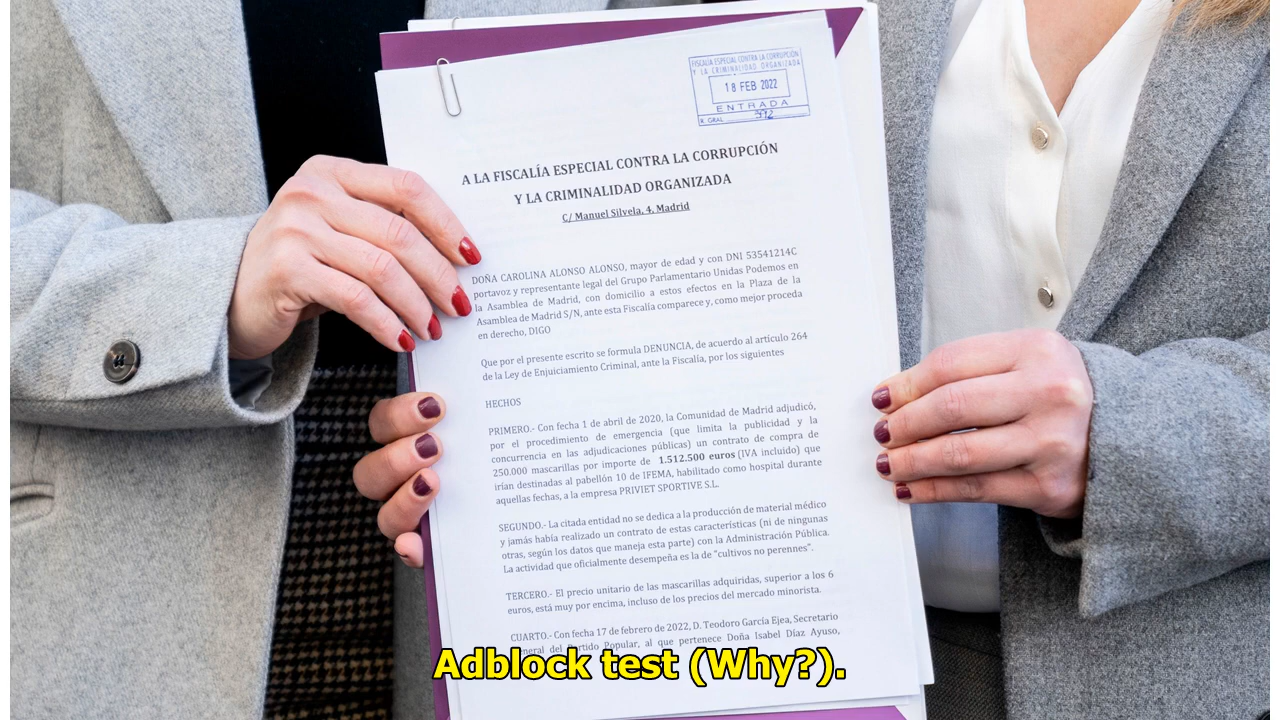 FISCALÍA ESPECIAL CONTRA LA CORRUPCIÓN
Y LA CRIMINALIDAD ORGANIZADA
18 FEB 2022
ENTRADA
R. GRAL.
A LA FISCALÍA ESPECIAL CONTRA LA CORRUPCIÓN
Y LA CRIMINALIDAD ORGANIZADA
C/ Manuel Silvela, 4, Madrid
DOÑA CAROLINA ALONSO ALONSO, mayor de edad y con DNI 53541214C
portavoz y representante legal del Grupo Parlamentario Unidas Podemos en
la Asamblea de Madrid, con domicilio a estos efectos en la Plaza de la
Asamblea de Madrid S/N, ante esta Fiscalía comparece y, como mejor proceda
en derecho, DIGO
Que por el presente escrito se formula DENUNCIA, de acuerdo al artículo 264
de la Ley de Enjuiciamiento Criminal, ante la Fiscalía, por los siguientes
HECHOS
PRIMERO.- Con fecha 1 de abril de 2020, la Comunidad de Madrid adjudicó,
por el procedimiento de emergencia (que limita la publicidad y la
concurrencia en las adjudicaciones públicas) un contrato de compra de
250.000 mascarillas por importe de 1.512.500 euros (IVA incluido) que
irían destinadas al pabellón 10 de IFEMA, habilitado como hospital durante
aquellas fechas, a la empresa PRIVIET SPORTIVE S.L.
SEGUNDO.- La citada entidad no se dedica a la producción de material médico
y jamás había realizado un contrato de estas características (ni de ningunas
otras, según los datos que maneja esta parte) con la Administración Pública.
La actividad que oficialmente desempeña es la de "cultivos no perennes".
TERCERO.- El precio unitario de las mascarillas adquiridas, superior a los 6
euros, está muy por encima, incluso de los precios del mercado minorista.
CUARTO.- Con fecha 17 de febrero de 2022, D. Teodoro García Ejea, Secretario
General del Partido Popular, al que pertenece Doña Isabel Díaz Ayuso,
Adblock test (Why?).